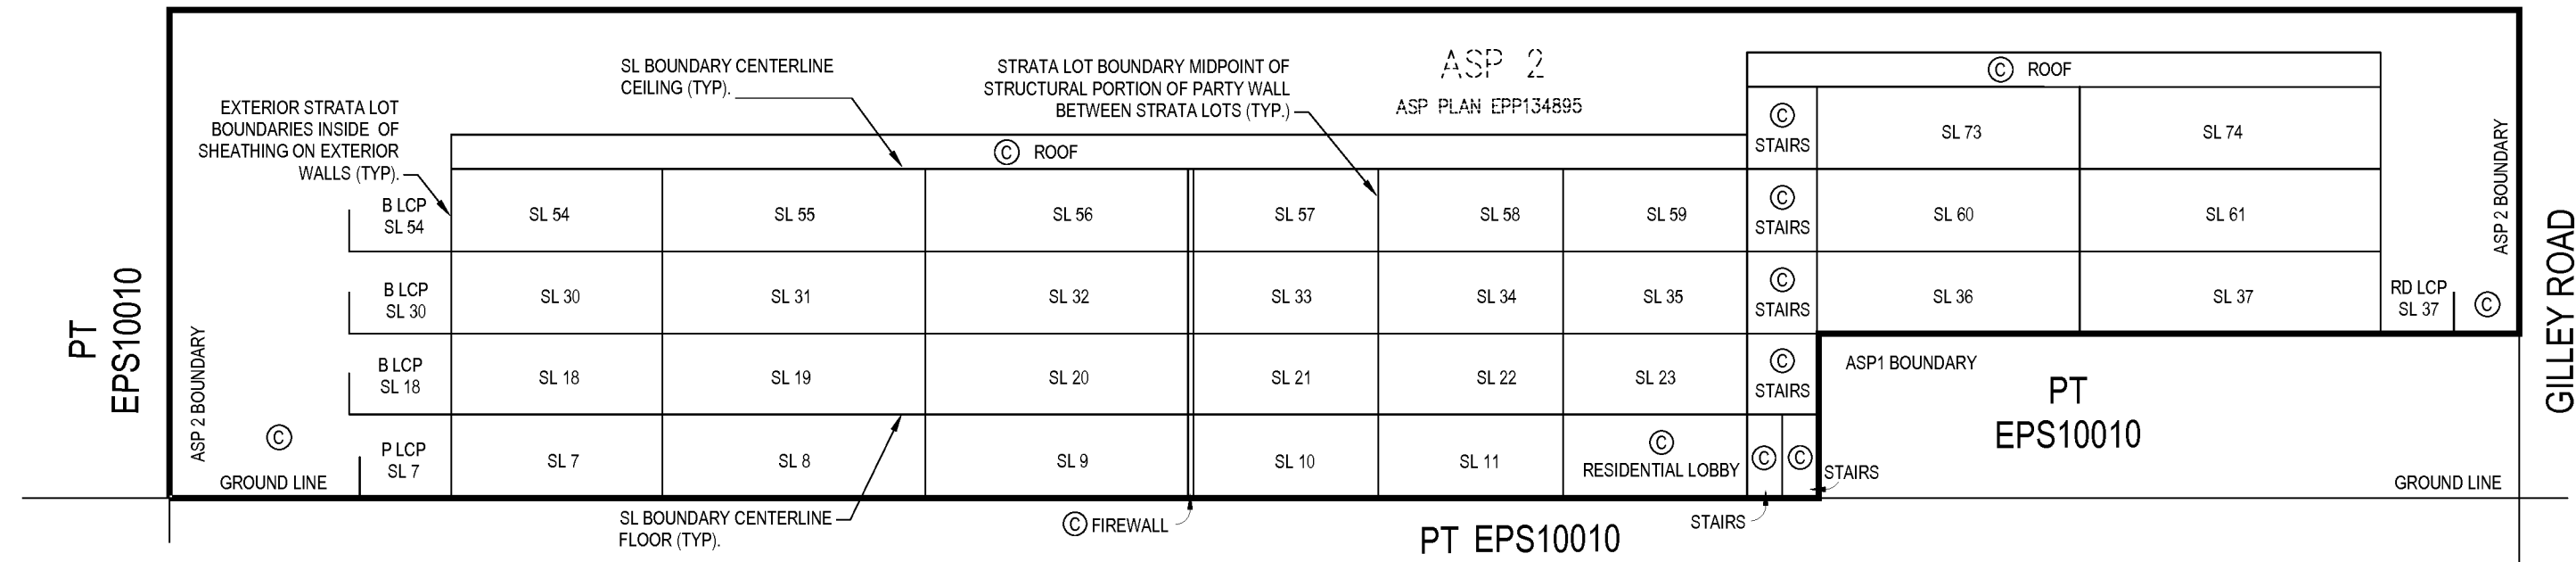 ASP 2
ASP PLAN EPP134895
SL BOUNDARY CENTERLINE
CEILING (TYP).
STRATA LOT BOUNDARY MIDPOINT OF
STRUCTURAL PORTION OF PARTY WALL
BETWEEN STRATA LOTS (TYP.)
EXTERIOR STRATA LOT
BOUNDARIES INSIDE OF
SHEATHING ON EXTERIOR
WALLS (TYP).
© ROOF
© STAIRS
SL 73
SL 74
© ROOF
B LCP
SL 54
SL 54
SL 55
SL 56
SL 57
SL 58
SL 59
© STAIRS
SL 60
SL 61
ASP 2 BOUNDARY
B LCP
SL 30
SL 30
SL 31
SL 32
SL 33
SL 34
SL 35
© STAIRS
SL 36
SL 37
RD LCP
SL 37
©
GILLEY ROAD
PT
EPS10010
ASP 2 BOUNDARY
B LCP
SL 18
SL 18
SL 19
SL 20
SL 21
SL 22
SL 23
© STAIRS
ASP1 BOUNDARY
PT
EPS10010
©
GROUND LINE
P LCP
SL 7
SL 7
SL 8
SL 9
SL 10
SL 11
©
RESIDENTIAL LOBBY
©
©
STAIRS
GROUND LINE
SL BOUNDARY CENTERLINE
FLOOR (TYP).
© FIREWALL
STAIRS
PT EPS10010